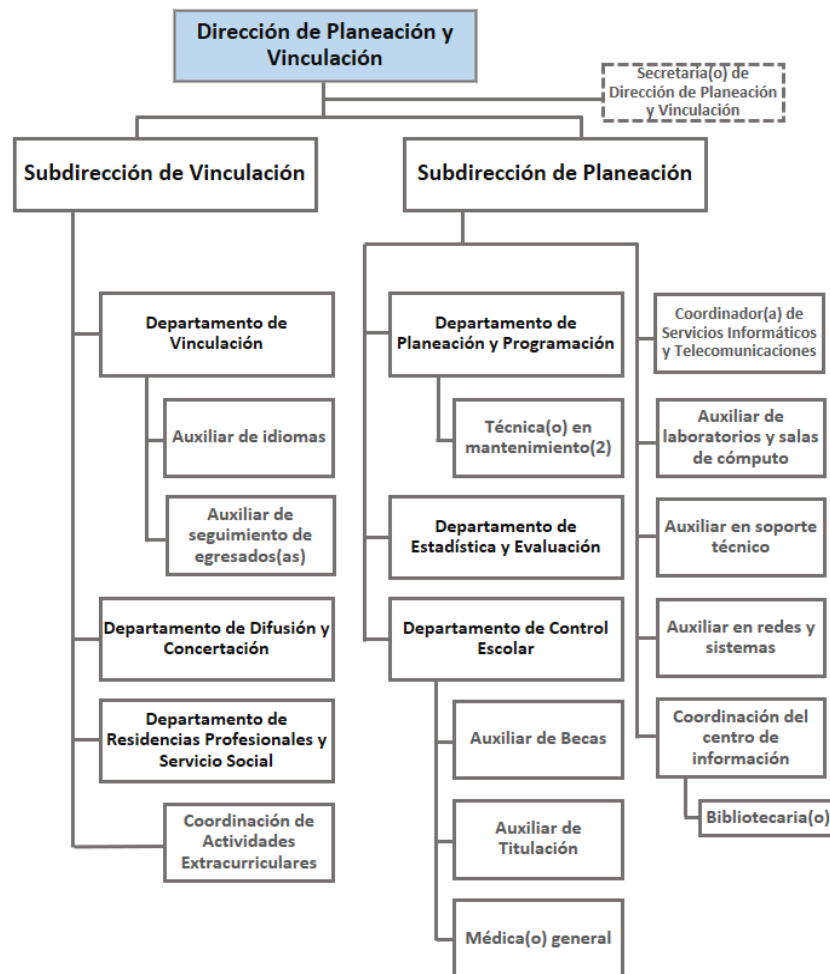 Dirección de Planeación y
Vinculación
Secretaria(o) de
Dirección de Planeación
y Vinculación
Subdirección de Vinculación
Subdirección de Planeación
Departamento de
Vinculación
Auxiliar de idiomas
Auxiliar de
seguimiento de
egresados(as)
Departamento de Difusión y
Concertación
Departamento de
Residencias Profesionales y
Servicio Social
Coordinación de
Actividades
Extracurriculares
Departamento de
Planeación y Programación
Técnica(o) en
mantenimiento(2)
Departamento de
Estadística y Evaluación
Departamento de Control
Escolar
Auxiliar de Becas
Auxiliar de
Titulación
Médica(o) general
Coordinador(a) de
Servicios Informáticos
y Telecomunicaciones
Auxiliar de
laboratorios y salas
de cómputo
Auxiliar en soporte
técnico
Auxiliar en redes y
sistemas
Coordinación del
centro de
información
Bibliotecaria(o)